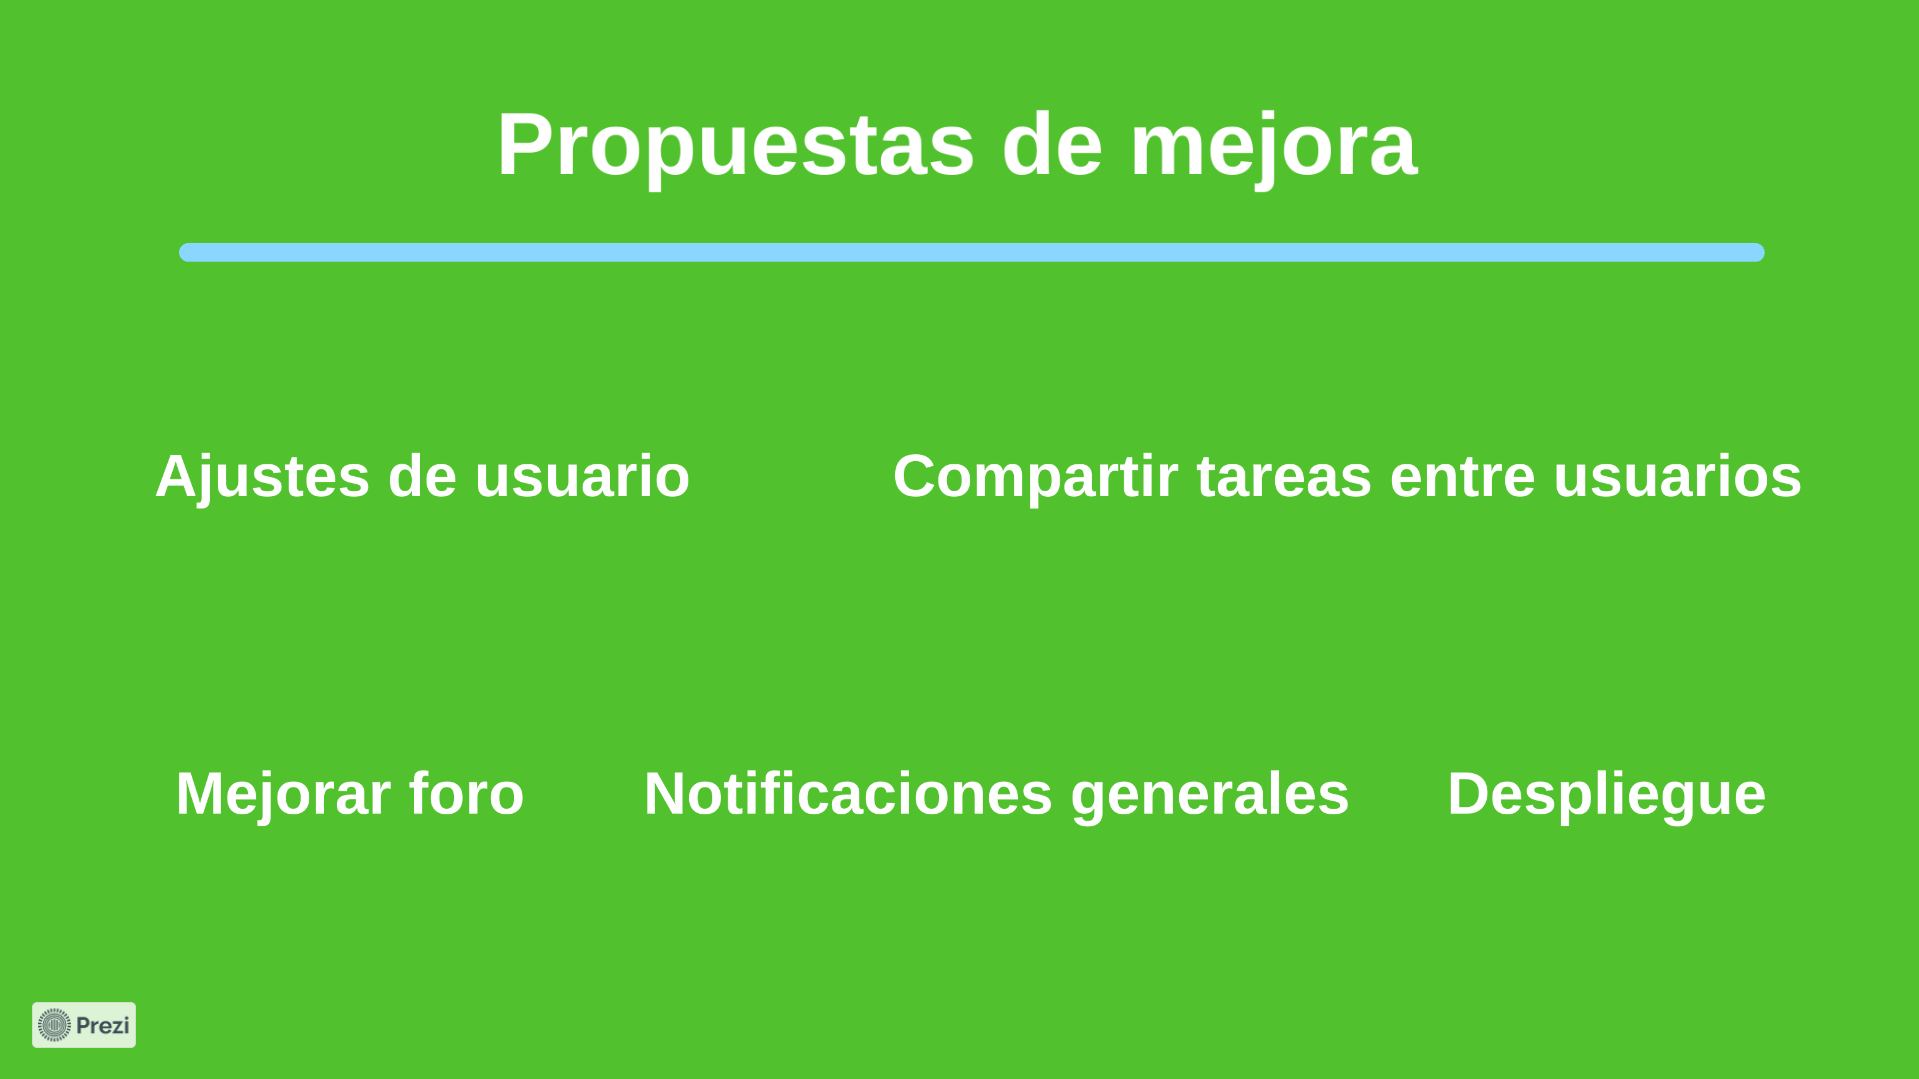 Propuestas de mejora
Ajustes de usuario
Compartir tareas entre usuarios
Mejorar foro
Notificaciones generales
Despliegue
Prezi